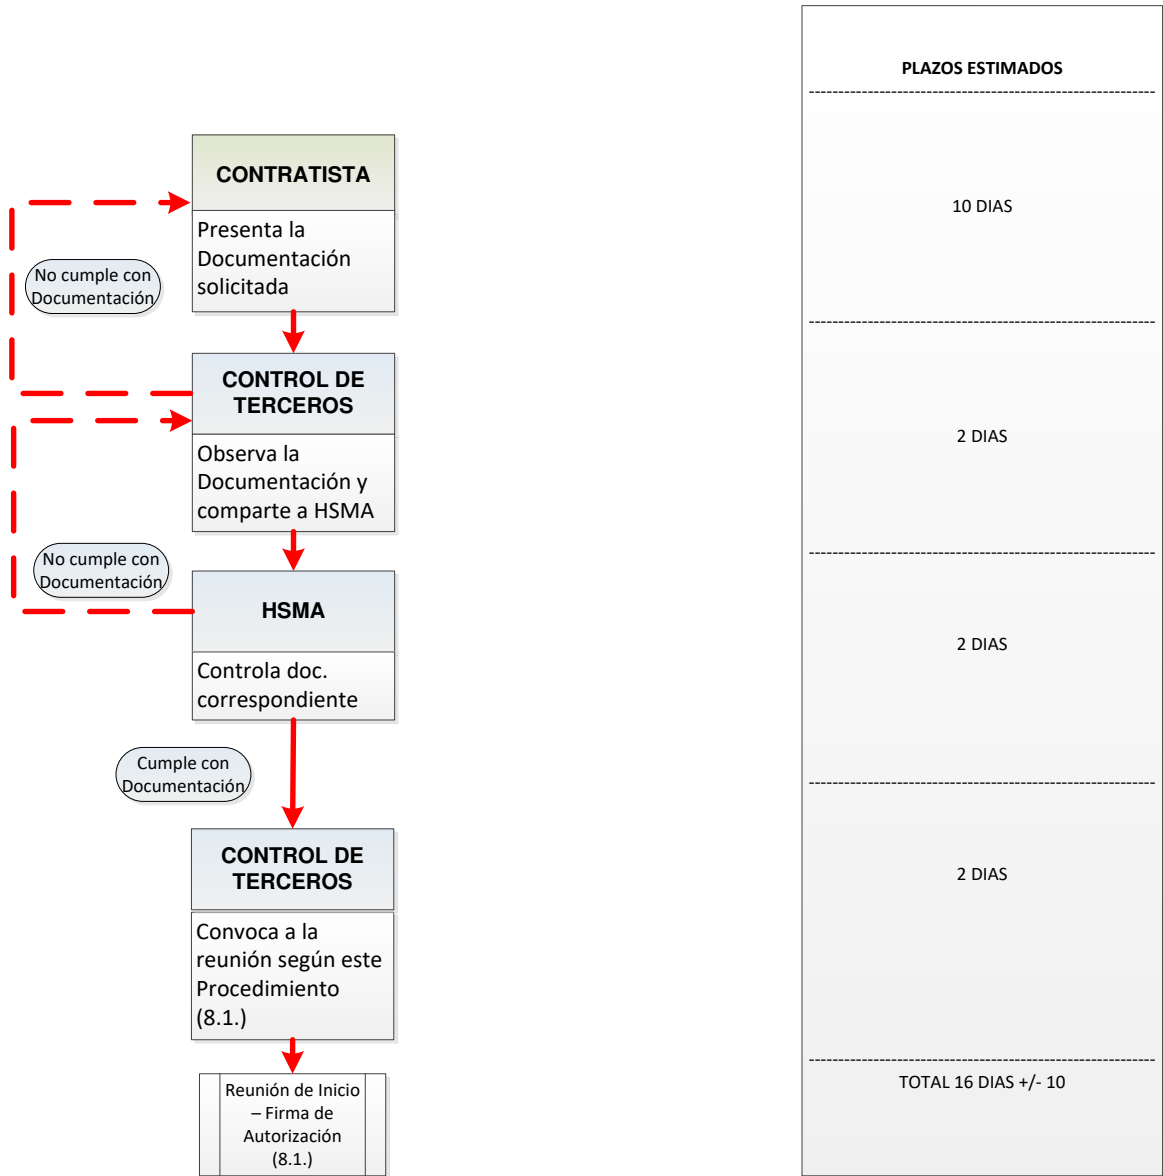 PLAZOS ESTIMADOS
CONTRATISTA
Presenta la
Documentación
solicitada
10 DIAS
No cumple con
Documentación
CONTROL DE
TERCEROS
Observa la
Documentación y
comparte a HSMA
2 DIAS
No cumple con
Documentación
HSMA
Controla doc.
correspondiente
2 DIAS
Cumple con
Documentación
CONTROL DE
TERCEROS
Convoca a la
reunión según este
Procedimiento
(8.1.)
2 DIAS
Reunión de Inicio
– Firma de
Autorización
(8.1.)
TOTAL 16 DIAS +/- 10